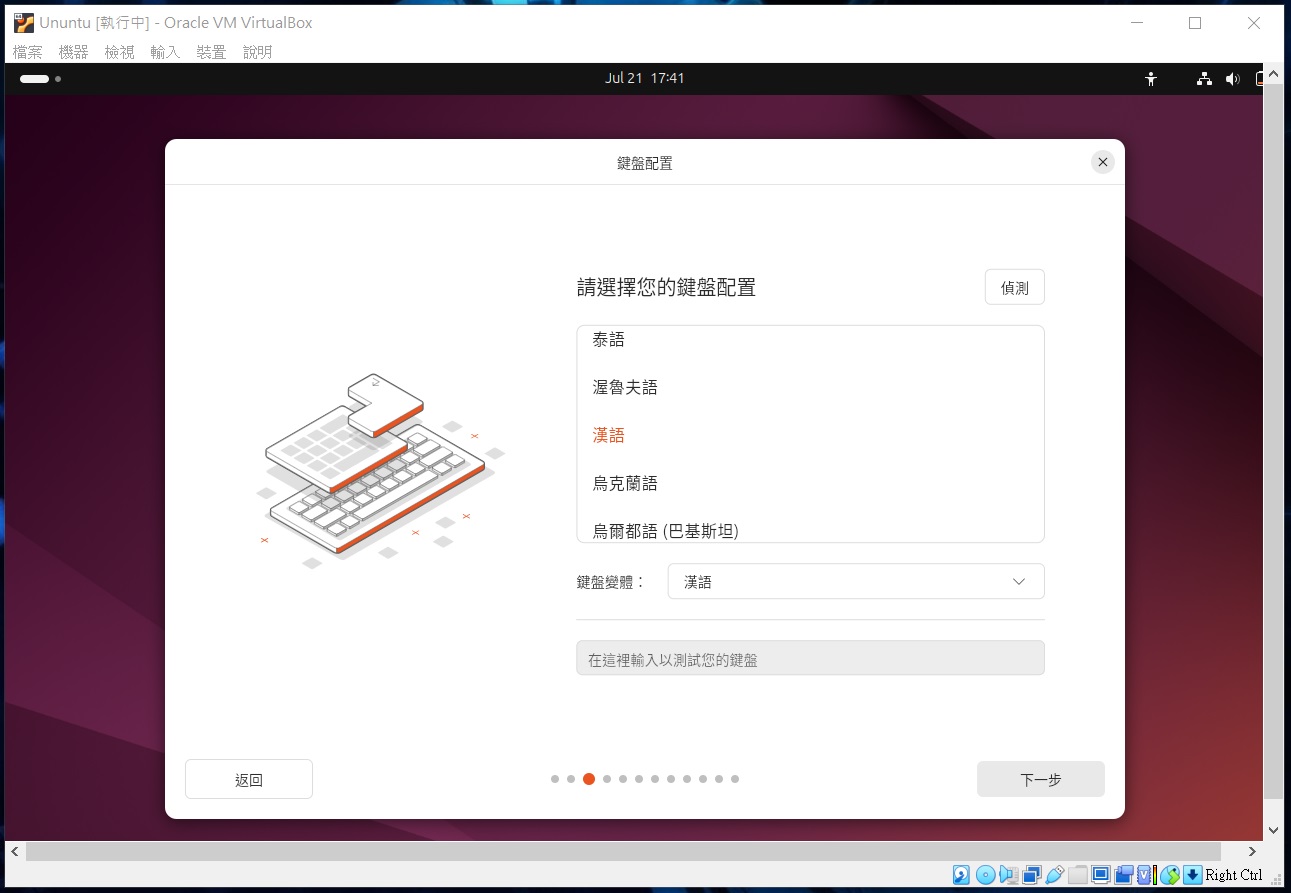 Ununtu [執行中] - Oracle VM VirtualBox
檔案 機器 檢視 輸入 裝置 說明
Jul 21 17:41
鍵盤配置
請選擇您的鍵盤配置
偵測
泰語
渥魯夫語
漢語
烏克蘭語
烏爾都語 (巴基斯坦)
鍵盤變體：
漢語
在這裡輸入以測試您的鍵盤
返回
下一步
Right Ctrl